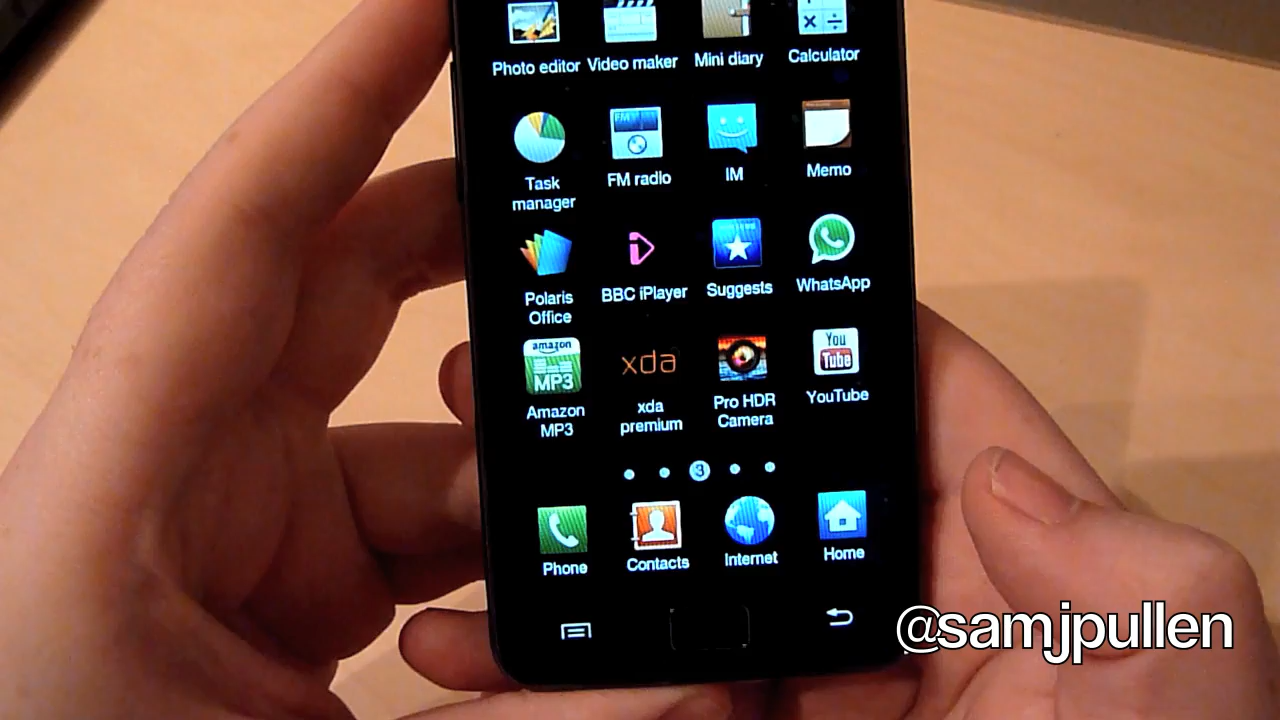 Photo editor Video maker Mini diary Calculator
FM
Task manager FM radio IM Memo
Polaris Office BBC iPlayer Suggests WhatsApp
amazon MP3 xda You Tube
Amazon MP3 xda premium Pro HDR Camera YouTube
3
Phone Contacts Internet Home
@samjpullen